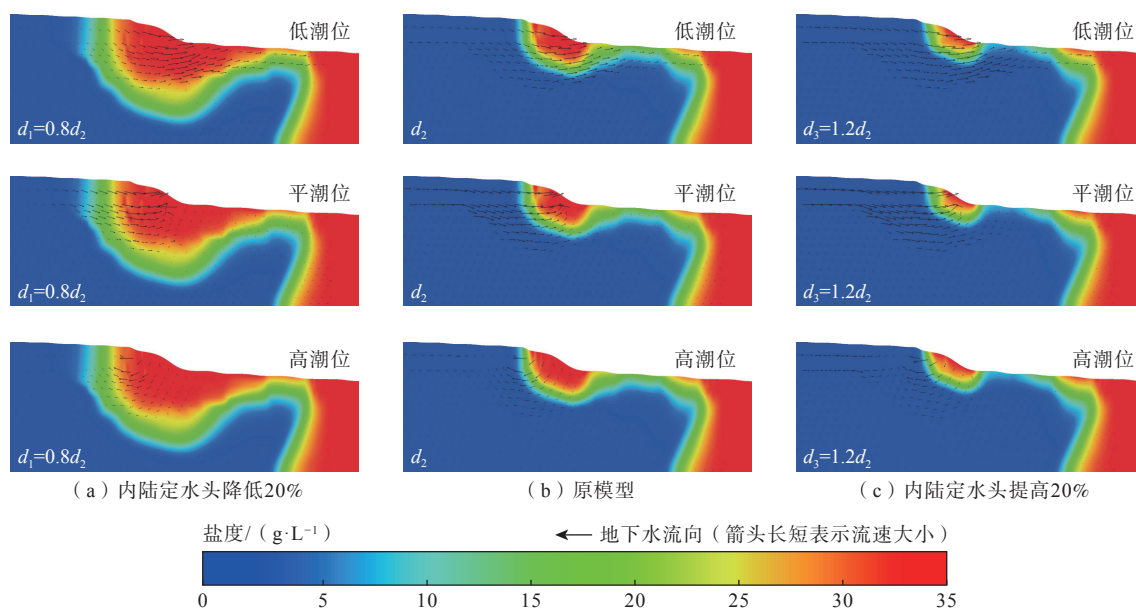 低潮位
d₁=0.8d₂
低潮位
d₂
低潮位
d₃=1.2d₂
平潮位
d₁=0.8d₂
平潮位
d₂
平潮位
d₃=1.2d₂
高潮位
d₁=0.8d₂
高潮位
d₂
高潮位
d₃=1.2d₂
（a）内陆定水头降低20%
（b）原模型
（c）内陆定水头提高20%
盐度/（g·L⁻¹）
地下水流向（箭头长短表示流速大小）
0 5 10 15 20 25 30 35